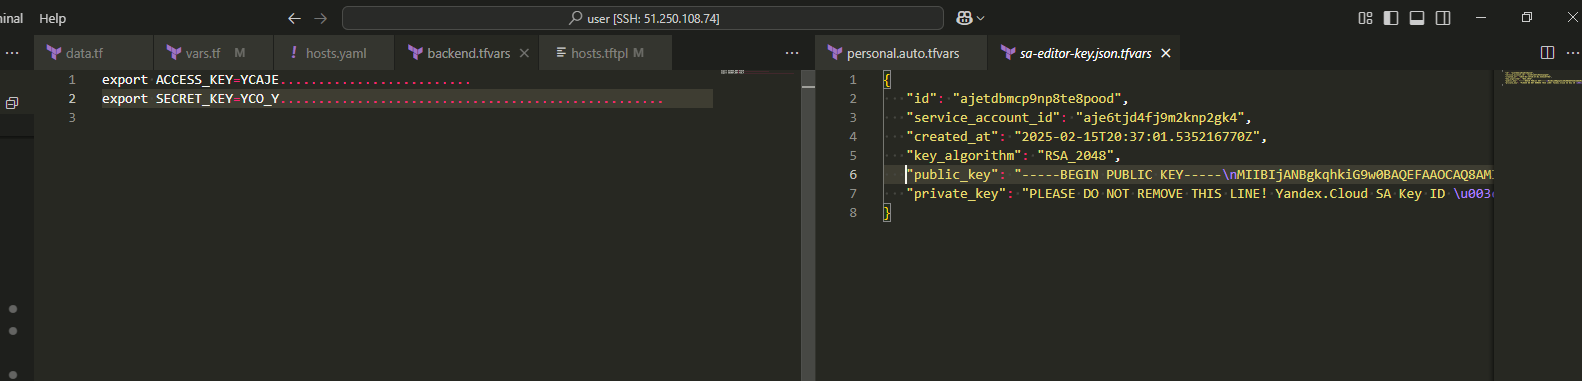 minal Help
user [SSH: 51.250.108.74]
data.tf
vars.tf M
! hosts.yaml
backend.tfvars
hosts.tftpl M
personal.auto.tfvars
sa-editor-key.json.tfvars
1 export ACCESS_KEY=YCAJE.........................
2 export SECRET_KEY=YCO_Y..................................................
3
1 {
2 "id": "ajetdbmcp9np8te8pood",
3 "service_account_id": "aje6tjd4fj9m2knp2gk4",
4 "created_at": "2025-02-15T20:37:01.535216770Z",
5 "key_algorithm": "RSA_2048",
6 "public_key": "-----BEGIN PUBLIC KEY-----\nMIIBIjANBgkqhkiG9w0BAQEFAAOCAQ8AMI
7 "private_key": "PLEASE DO NOT REMOVE THIS LINE! Yandex.Cloud SA Key ID \u003c
8 }